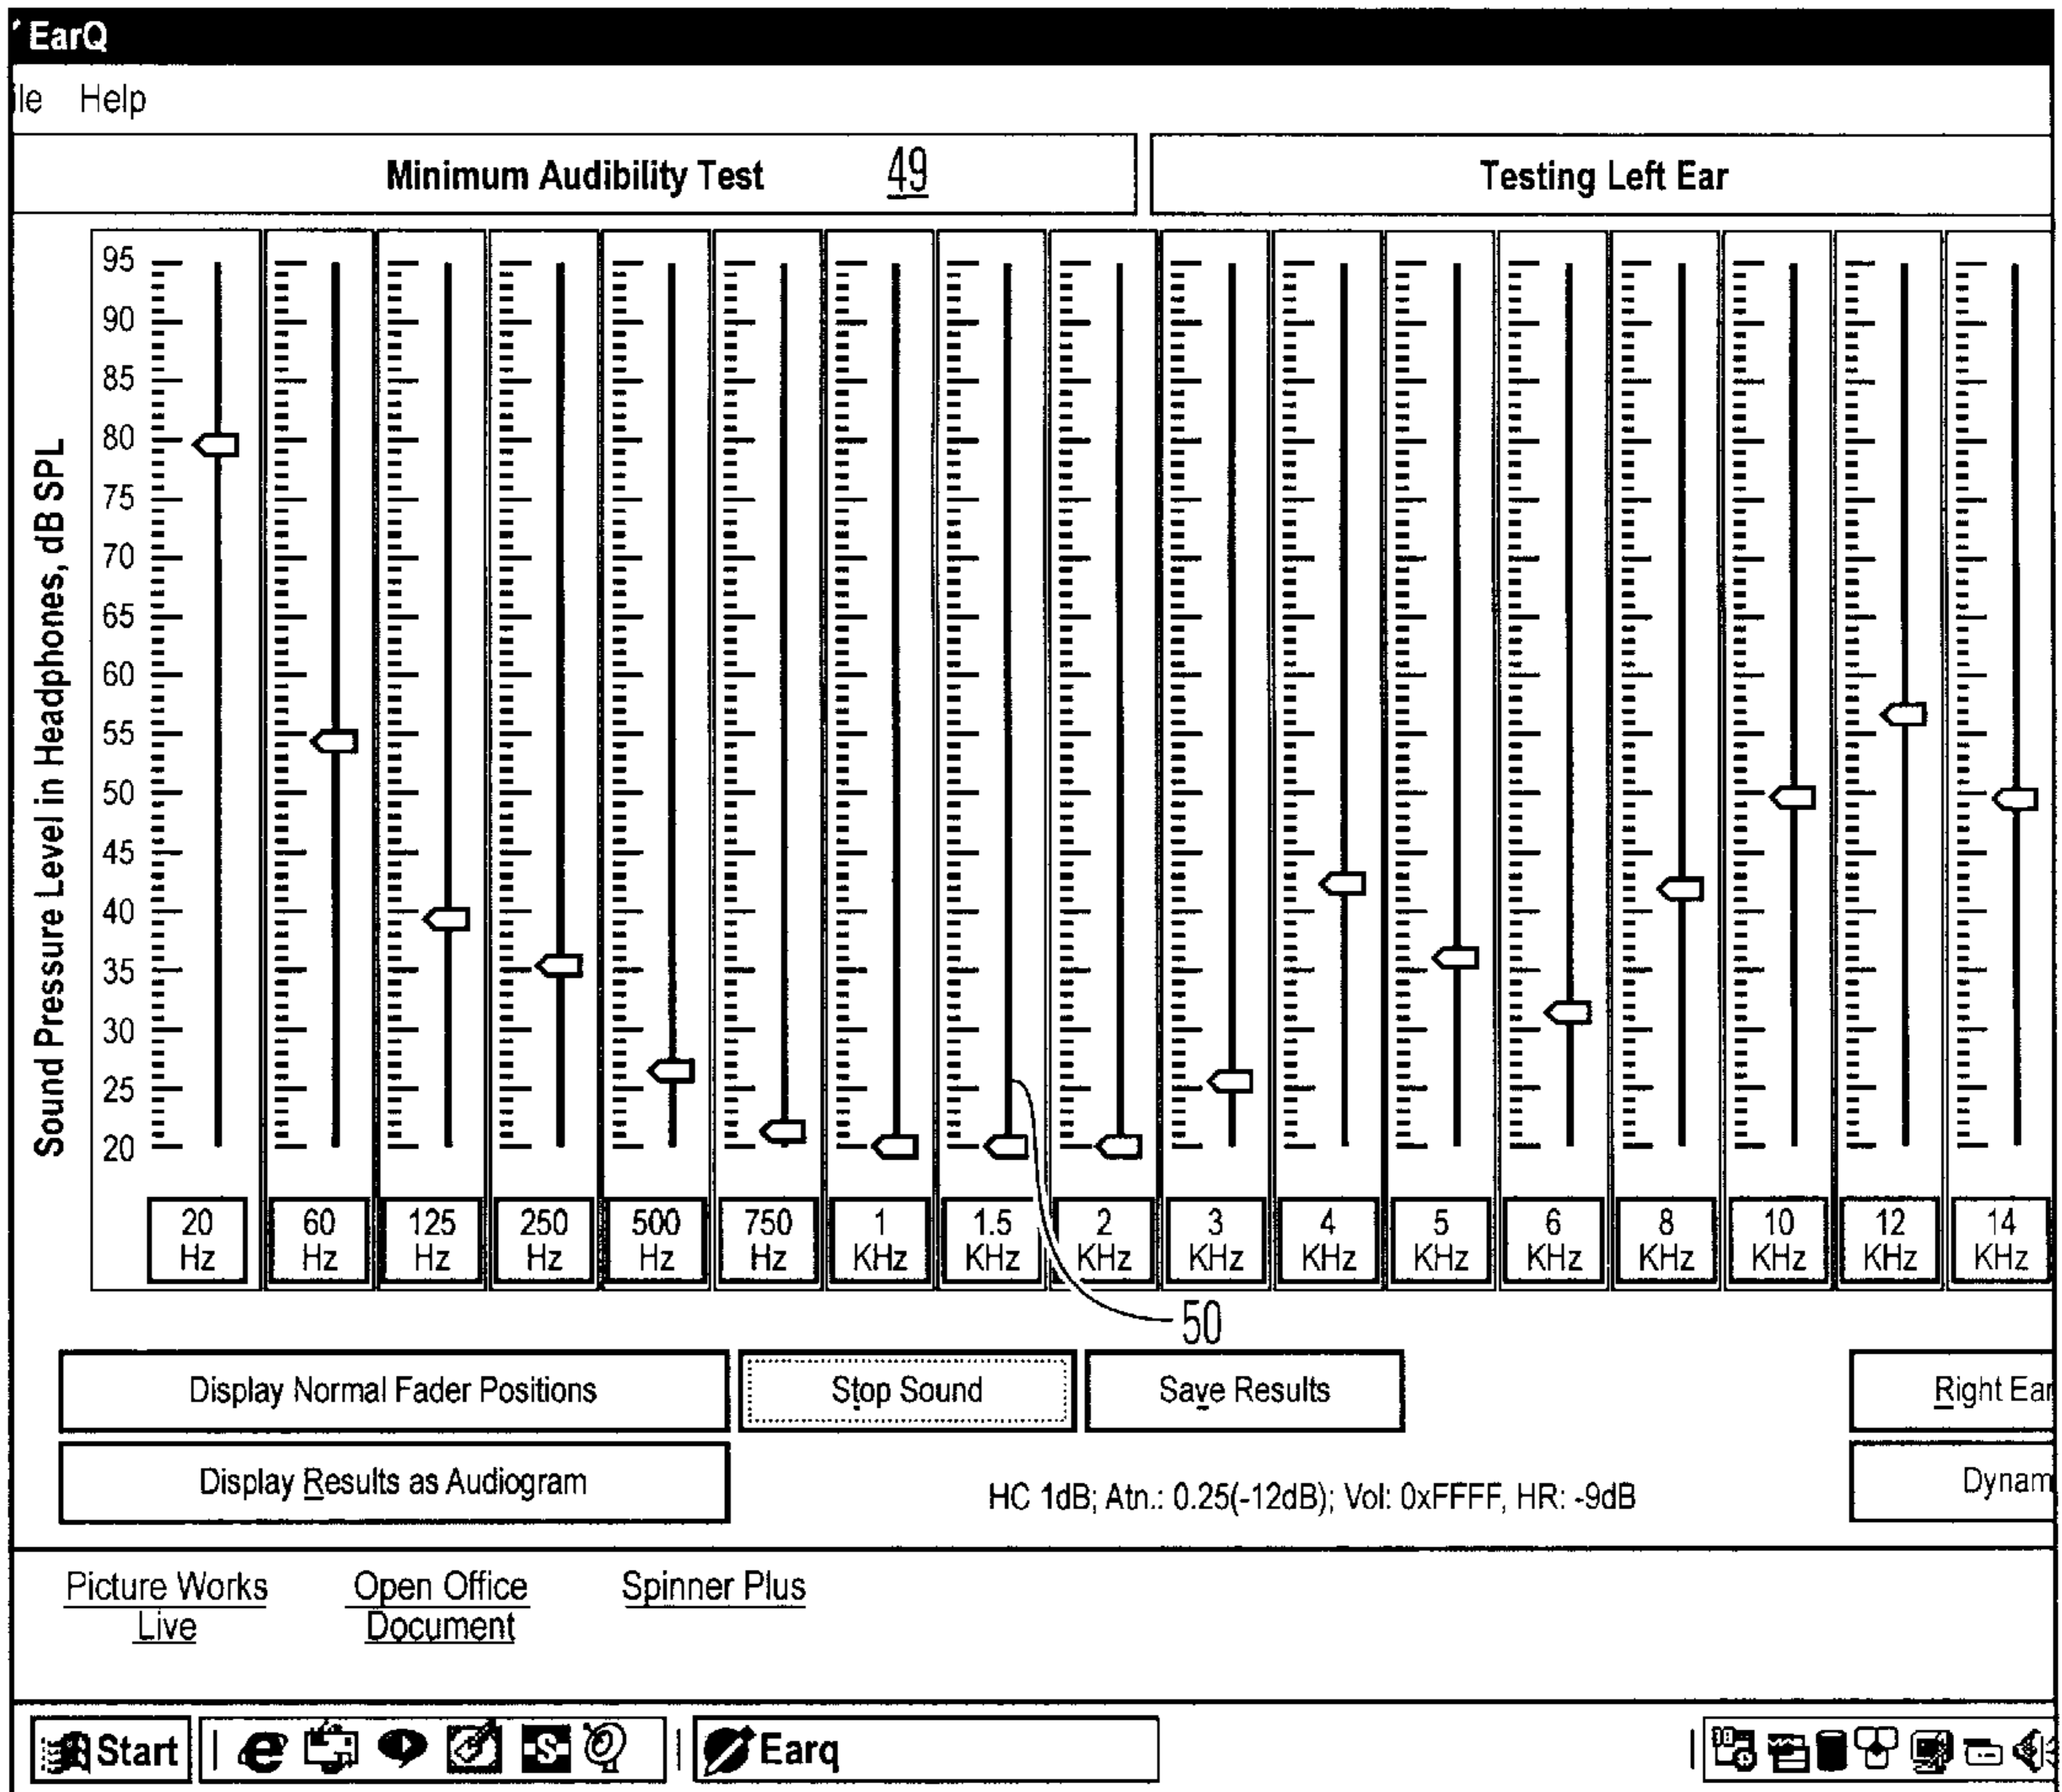 EarQ
ile Help
Minimum Audibility Test 49
Testing Left Ear
Sound Pressure Level in Headphones, dB SPL
95
90
85
80
75
70
65
60
55
50
45
40
35
30
25
20
20 Hz
60 Hz
125 Hz
250 Hz
500 Hz
750 Hz
1 KHz
1.5 KHz
2 KHz
3 KHz
4 KHz
5 KHz
6 KHz
8 KHz
10 KHz
12 KHz
14 KHz
50
Display Normal Fader Positions
Stop Sound
Save Results
Right Ear
Display Results as Audiogram
HC 1dB; Atn.: 0.25(-12dB); Vol: 0xFFFF, HR: -9dB
Dynam
Picture Works
Live
Open Office
Document
Spinner Plus
Start
S
Earq